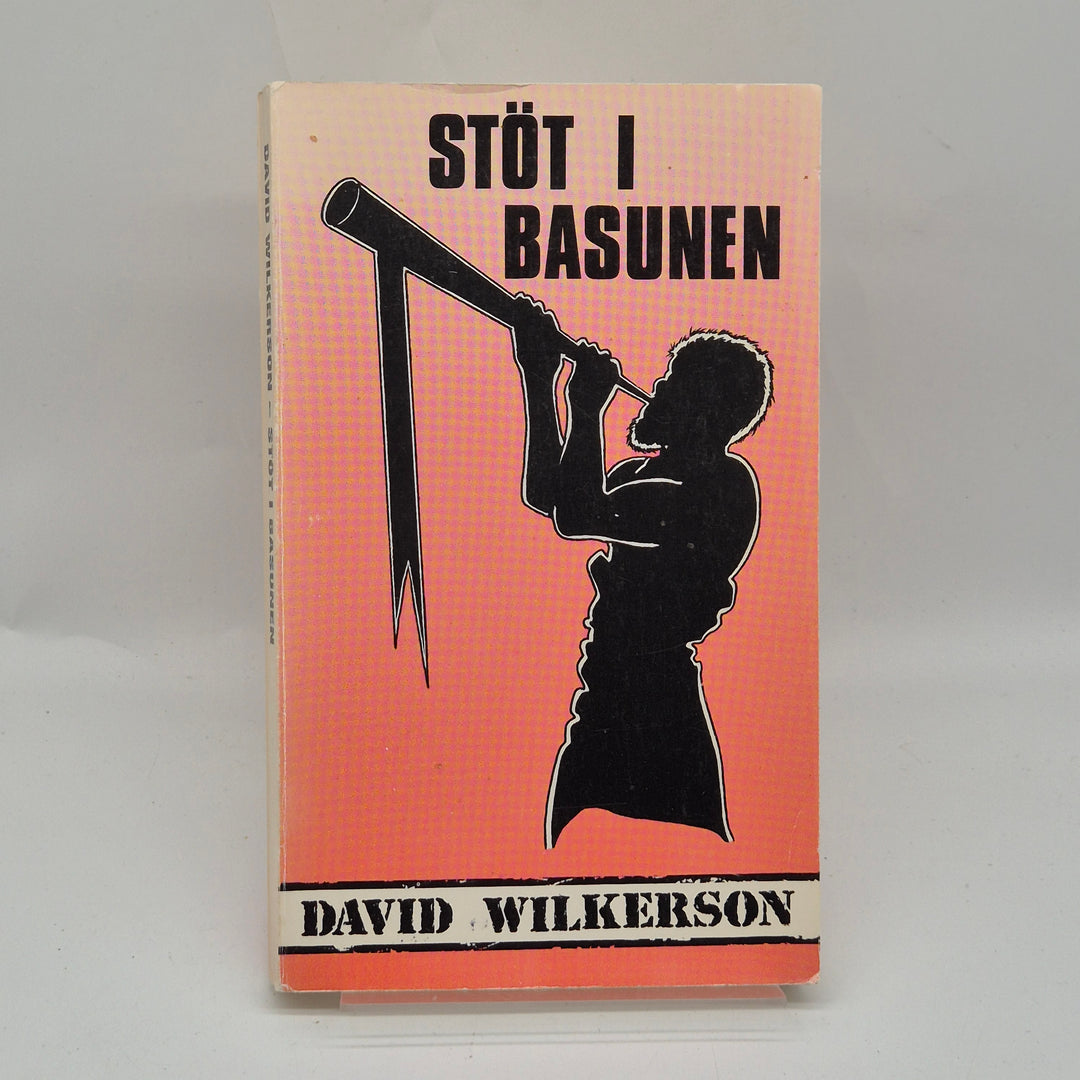 STÖT I
BASUNEN
DAVID WILKERSON
DAVID WILKERSON – STÖT I BASUNEN